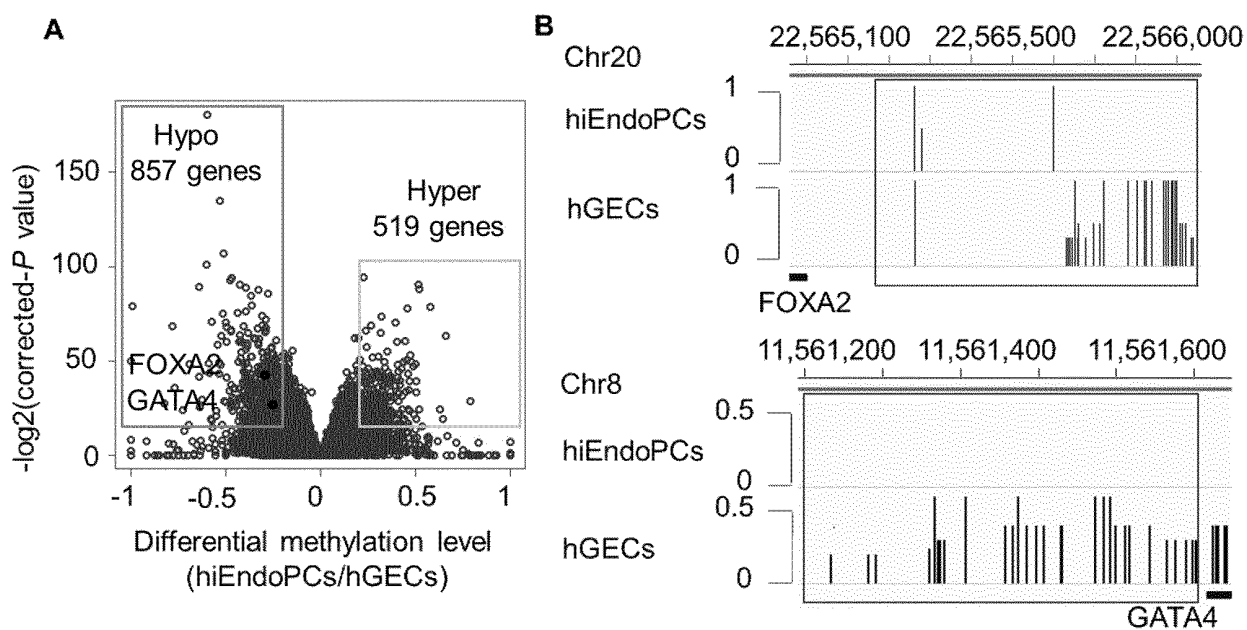 A
Hypo
857 genes
Hyper
519 genes
150
100
50
0
FOXA2
GATA4
-1
-0.5
0
0.5
1
-log2(corrected-P value)
Differential methylation level
(hiEndoPCs/hGECs)
B
Chr20
22,565,100
22,565,500
22,566,000
hiEndoPCs
1
0
hGECs
1
0
FOXA2
Chr8
11,561,200
11,561,400
11,561,600
hiEndoPCs
0.5
0
hGECs
0.5
0
GATA4